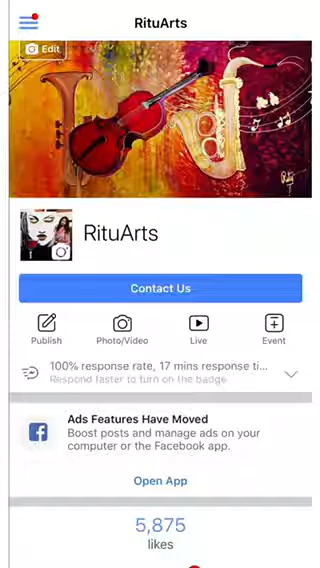 RituArts
Edit
RituArts
Contact Us
Publish
Photo/Video
Live
Event
100% response rate, 17 mins response ti...
Respond faster to turn on the badge
Ads Features Have Moved
Boost posts and manage ads on your
computer or the Facebook app.
Open App
5,875
likes